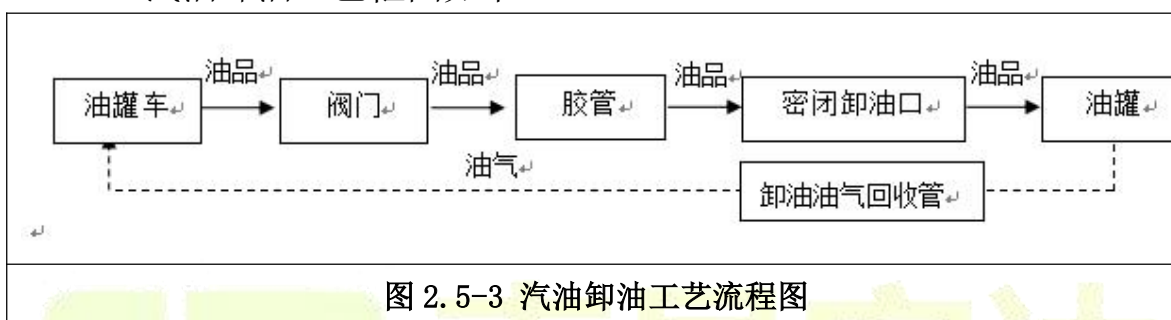 油品 油品 油品 油品
油罐车 阀门 胶管 密闭卸油口 油罐
油气
卸油油气回收管
图 2.5-3 汽油卸油工艺流程图